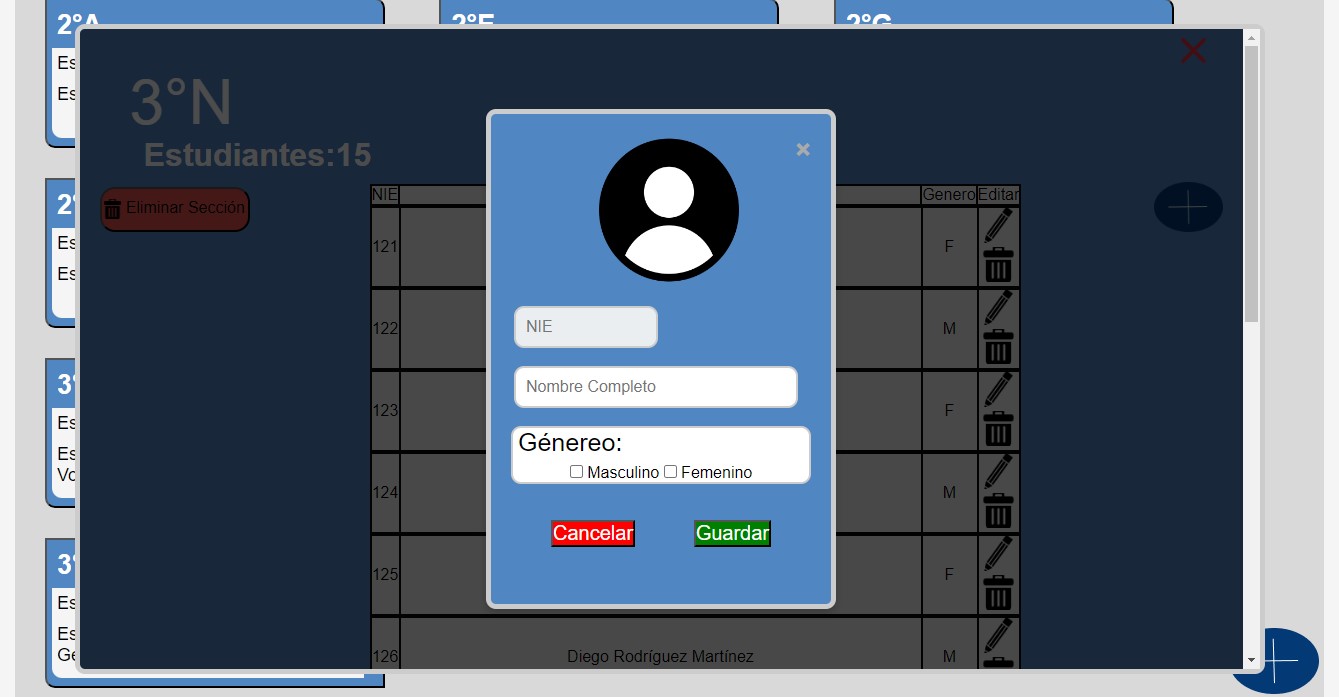 2°A
2°E
2°G
Es
Es
3°N
Estudiantes:15
×
Eliminar Sección
NIE
Genero
Editar
2°
Es
Es
121
F
NIE
122
M
3°
Nombre Completo
Es
123
F
Génereo:
Es
Vo
Masculino
Femenino
124
M
Cancelar
Guardar
3°
125
F
Es
Es
Ge
126
Diego Rodríguez Martínez
M